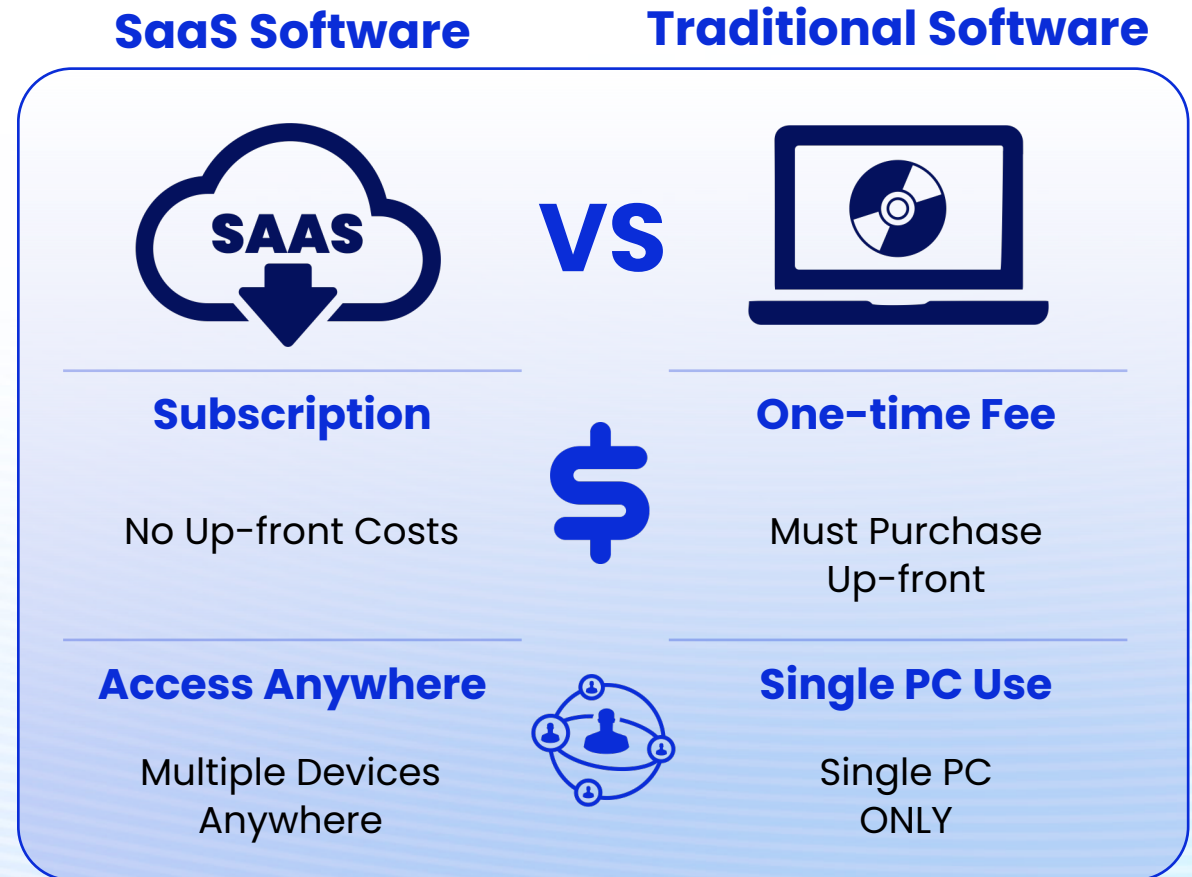 SaaS Software
Traditional Software
SAAS
VS
Subscription
One-time Fee
No Up-front Costs
$
Must Purchase
Up-front
Access Anywhere
Single PC Use
Multiple Devices
Anywhere
Single PC
ONLY